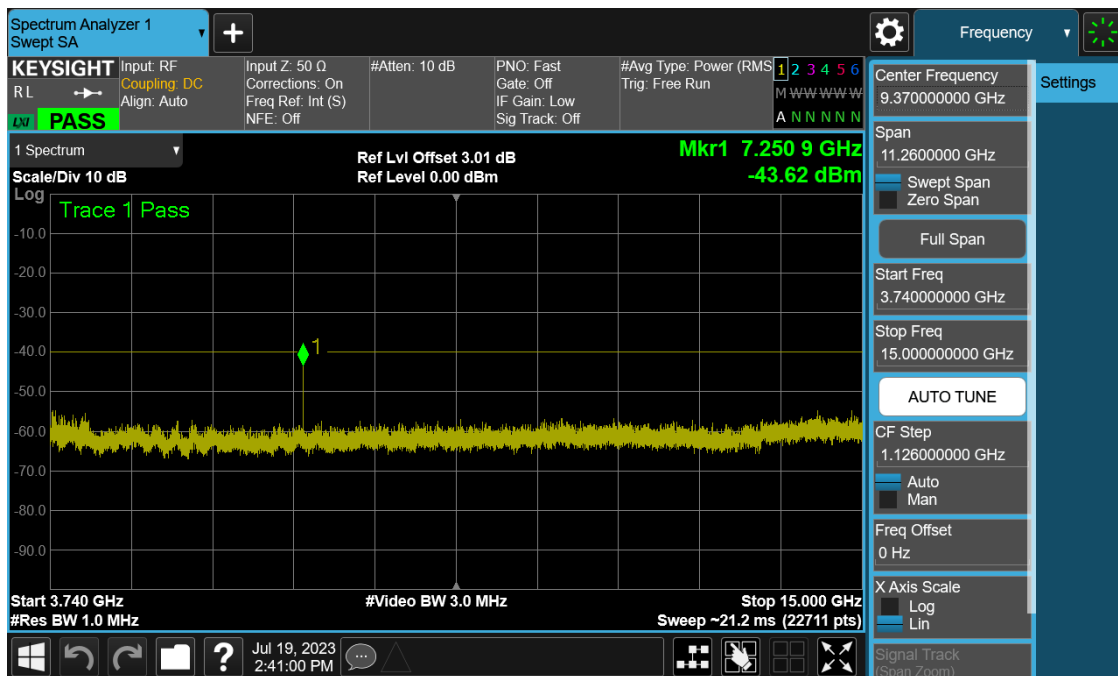 Spectrum Analyzer 1
Swept SA
+
Frequency
KEYSIGHT
RL
LXI PASS
Input: RF
Coupling: DC
Align: Auto
Input Z: 50 Ω
Corrections: On
Freq Ref: Int (S)
NFE: Off
#Atten: 10 dB
PNO: Fast
Gate: Off
IF Gain: Low
Sig Track: Off
#Avg Type: Power (RMS
Trig: Free Run
1 2 3 4 5 6
M W W W W W
A N N N N N
1 Spectrum
Scale/Div 10 dB
Ref Lvl Offset 3.01 dB
Ref Level 0.00 dBm
Mkr1 7.250 9 GHz
-43.62 dBm
Log
Trace 1 Pass
-10.0
-20.0
-30.0
-40.0
1
-50.0
-60.0
-70.0
-80.0
-90.0
Start 3.740 GHz
#Video BW 3.0 MHz
Stop 15.000 GHz
#Res BW 1.0 MHz
Sweep ~21.2 ms (22711 pts)
Center Frequency
9.370000000 GHz
Settings
Span
11.2600000 GHz
Swept Span
Zero Span
Full Span
Start Freq
3.740000000 GHz
Stop Freq
15.000000000 GHz
AUTO TUNE
CF Step
1.126000000 GHz
Auto
Man
Freq Offset
0 Hz
X Axis Scale
Log
Lin
Signal Track
(Span Zoom)
?
Jul 19, 2023
2:41:00 PM